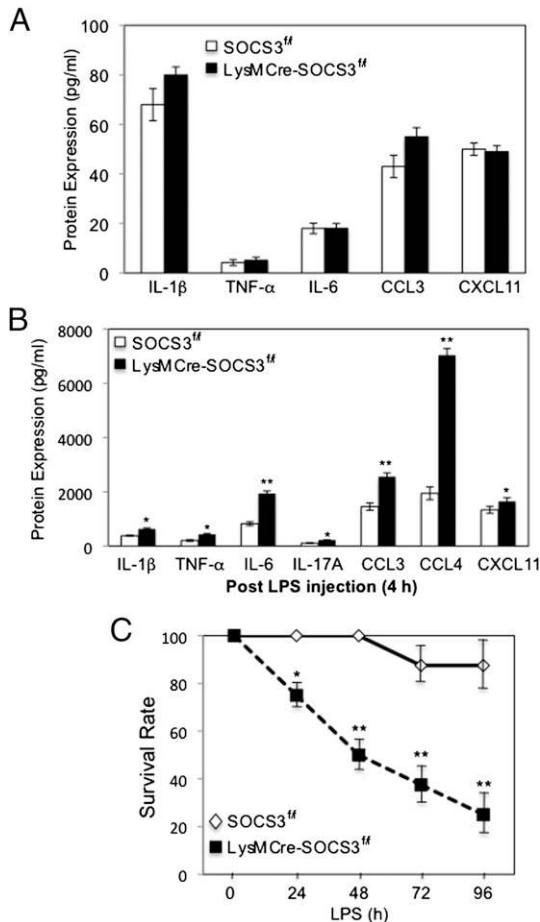 A
Protein Expression (pg/ml)
100
80
60
40
20
0
SOCS3f/f
LysMCre-SOCS3f/f
IL-1β TNF-α IL-6 CCL3 CXCL11
B
Protein Expression (pg/ml)
8000
6000
4000
2000
0
SOCS3f/f
LysMCre-SOCS3f/f
* * ** * ** ** *
IL-1β TNF-α IL-6 IL-17A CCL3 CCL4 CXCL11
Post LPS injection (4 h)
C
Survival Rate
100
80
60
40
20
0
* ** ** **
SOCS3f/f
LysMCre-SOCS3f/f
0 24 48 72 96
LPS (h)